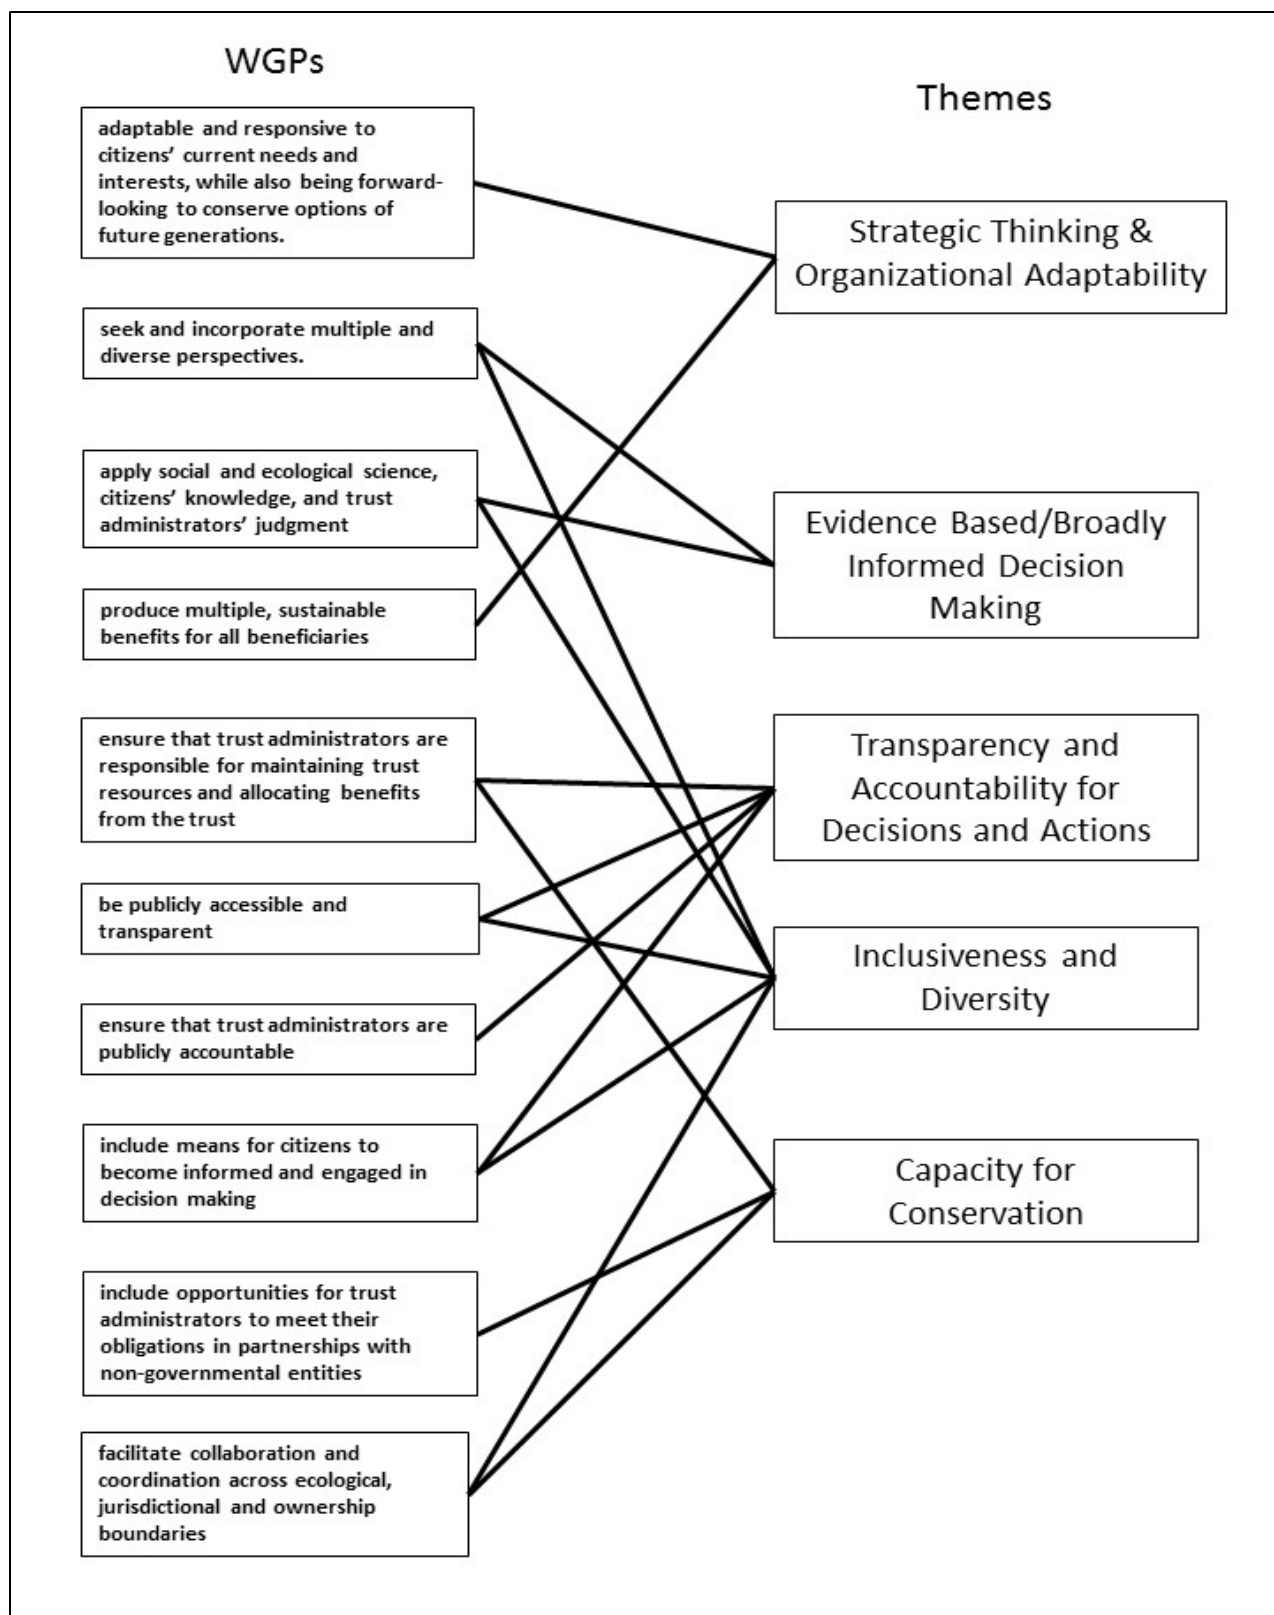 WGPs
adaptable and responsive to
citizens’ current needs and
interests, while also being forward-
looking to conserve options of
future generations.
seek and incorporate multiple and
diverse perspectives.
apply social and ecological science,
citizens’ knowledge, and trust
administrators’ judgment
produce multiple, sustainable
benefits for all beneficiaries
ensure that trust administrators are
responsible for maintaining trust
resources and allocating benefits
from the trust
be publicly accessible and
transparent
ensure that trust administrators are
publicly accountable
include means for citizens to
become informed and engaged in
decision making
include opportunities for trust
administrators to meet their
obligations in partnerships with
non-governmental entities
facilitate collaboration and
coordination across ecological,
jurisdictional and ownership
boundaries
Themes
Strategic Thinking &
Organizational Adaptability
Evidence Based/Broadly
Informed Decision
Making
Transparency and
Accountability for
Decisions and Actions
Inclusiveness and
Diversity
Capacity for
Conservation